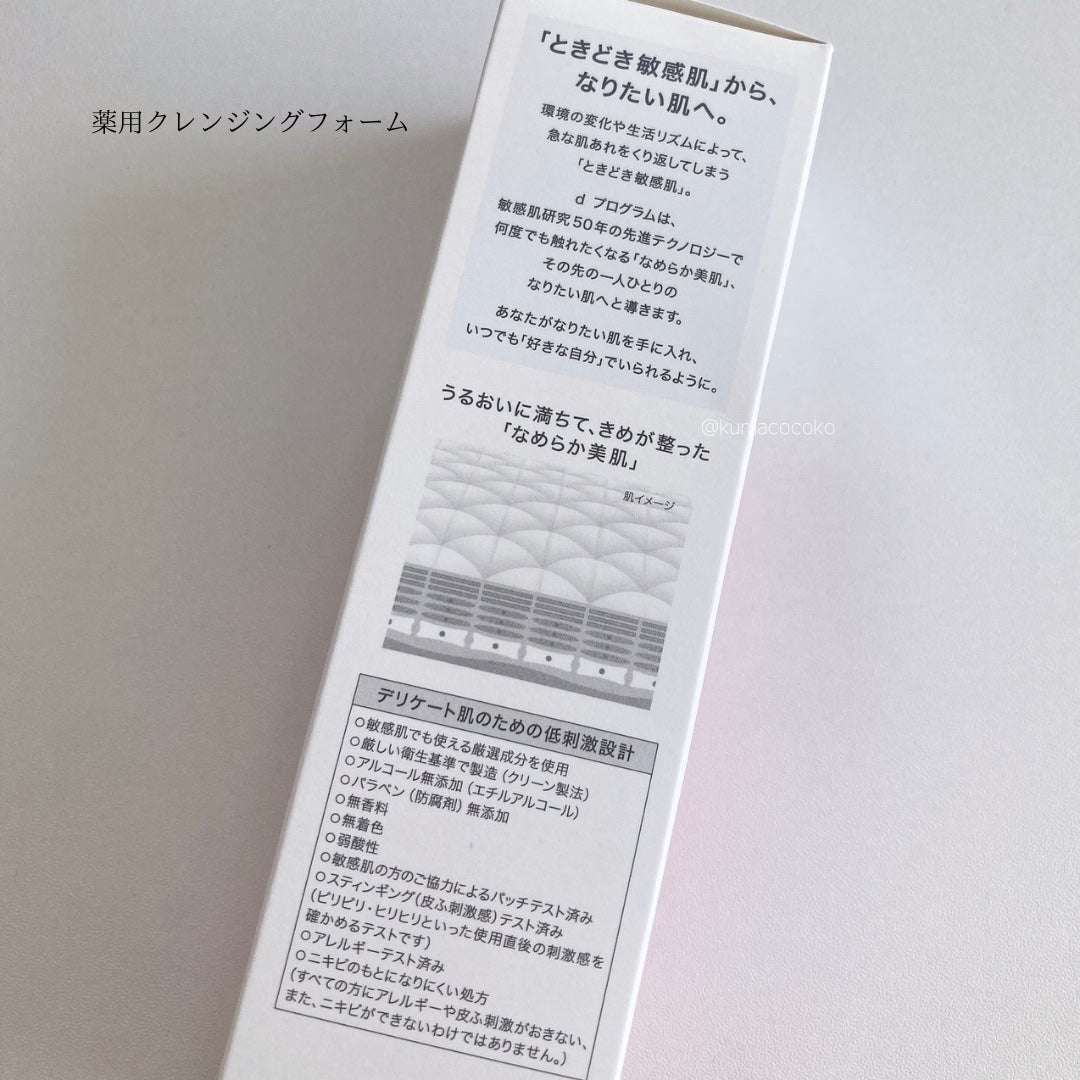 薬用クレンジングフォーム
「ときどき敏感肌」から、
なりたい肌へ。
環境の変化や生活リズムによって、
急な肌あれをくり返してしまう
「ときどき敏感肌」。
d プログラムは、
敏感肌研究50年の先進テクノロジーで
何度でも触れたくなる「なめらか美肌」、
その先の一人ひとりの
なりたい肌へと導きます。
あなたがなりたい肌を手に入れ、
いつでも「好きな自分」でいられるように。
@kumacocoko
うるおいに満ちて、きめが整った
「なめらか美肌」
肌イメージ
デリケート肌のための低刺激設計
○敏感肌でも使える厳選成分を使用
○厳しい衛生基準で製造（クリーン製法）
○アルコール無添加（エチルアルコール）
○パラベン（防腐剤）無添加
○無香料
○無着色
○弱酸性
○敏感肌の方のご協力によるパッチテスト済み
○スティンギング（皮ふ刺激感）テスト済み
（ピリピリ・ヒリヒリといった使用直後の刺激感を
確かめるテストです）
○アレルギーテスト済み
○ニキビのもとになりにくい処方
（すべての方にアレルギーや皮ふ刺激がおきない、
また、ニキビができないわけではありません。）